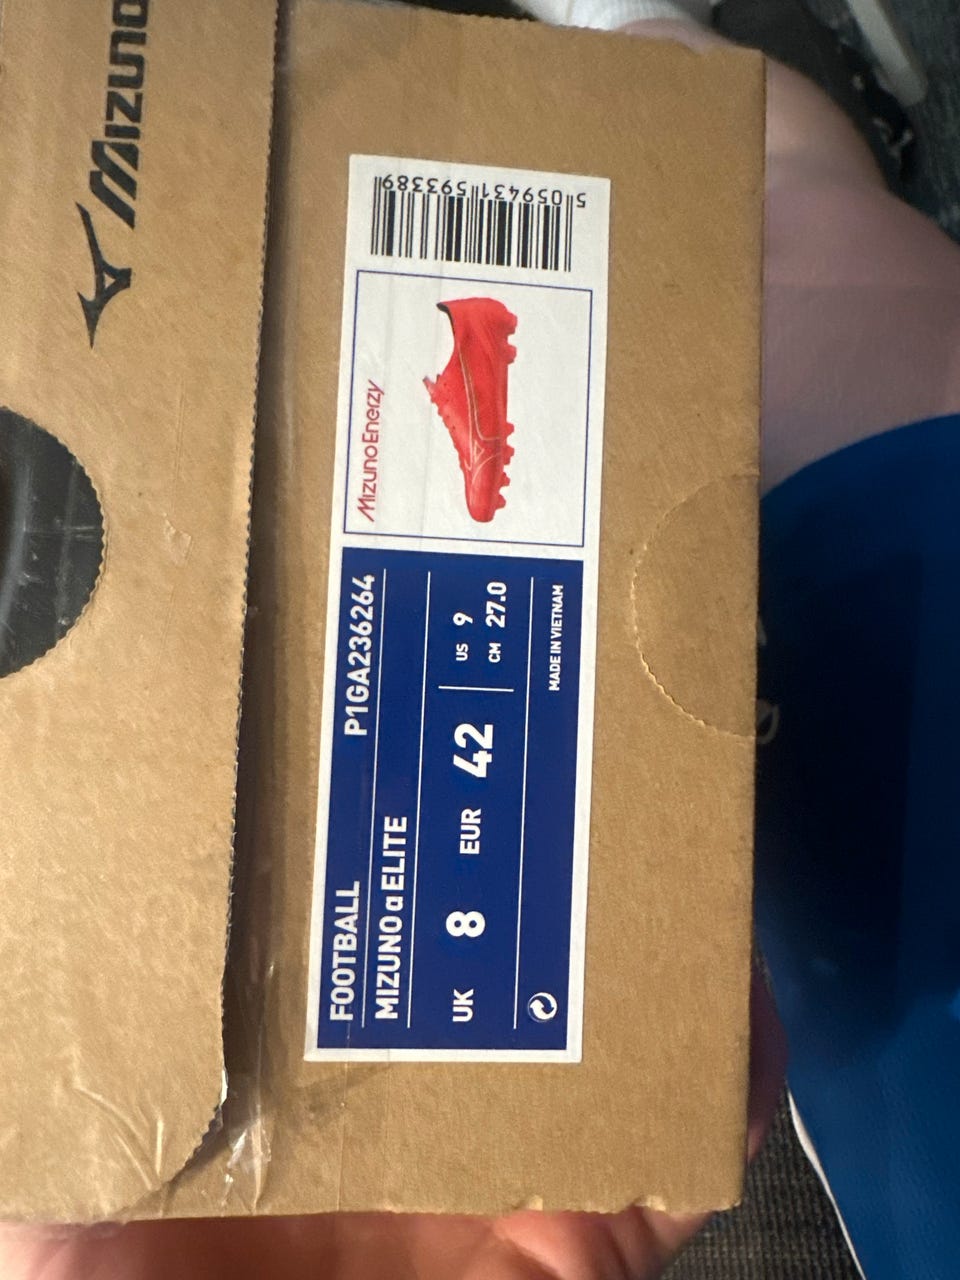 MIZUNO
FOOTBALL P1GA236264
MIZUNO α ELITE
UK 8 EUR 42 US 9
CM 27.0
MADE IN VIETNAM
MizunoEnerzy
5 059431 593389